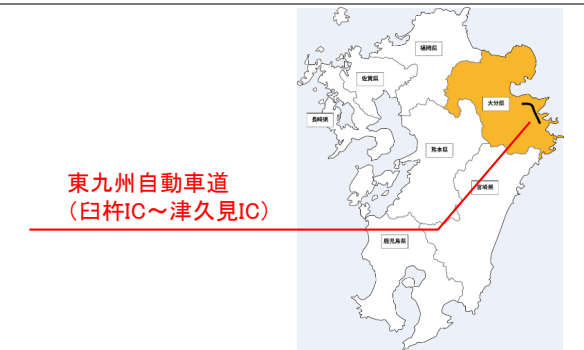 福岡県
佐賀県
大分県
長崎県
熊本県
東九州自動車道
（臼杵IC～津久見IC）
宮崎県
鹿児島県